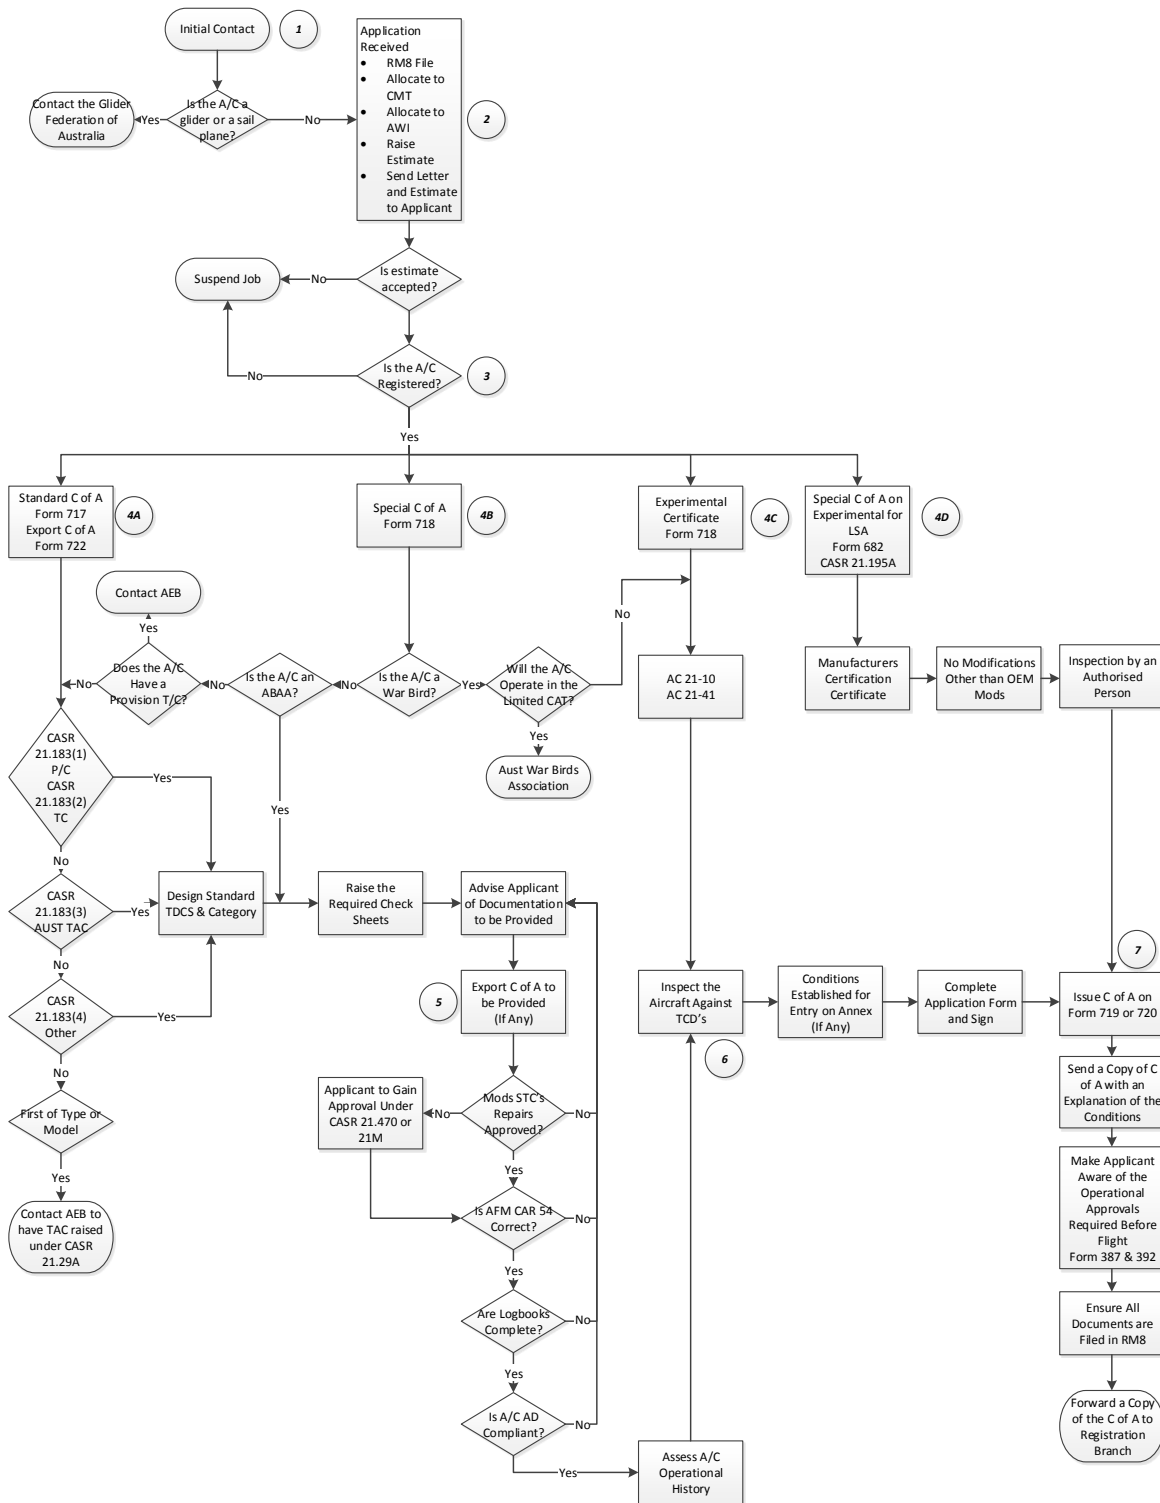 Initial Contact
1
Application
Received
• RM8 File
• Allocate to
CMT
• Allocate to
AWI
• Raise
Estimate
• Send Letter
and Estimate
to Applicant
2
Contact the Glider
Federation of
Australia
Yes
Is the A/C a
glider or a sail
plane?
No
Suspend Job
No
Is estimate
accepted?
No
Is the A/C
Registered?
3
Yes
Standard C of A
Form 717
Export C of A
Form 722
4A
Special C of A
Form 718
4B
Experimental
Certificate
Form 718
4C
Special C of A on
Experimental for
LSA
Form 682
CASR 21.195A
4D
Contact AEB
Yes
No
Does the A/C
Have a
Provision T/C?
No
Is the A/C an
ABAA?
No
Is the A/C a
War Bird?
Yes
Will the A/C
Operate in the
Limited CAT?
No
Yes
Aust War Birds
Association
AC 21-10
AC 21-41
Manufacturers
Certification
Certificate
No Modifications
Other than OEM
Mods
Inspection by an
Authorised
Person
CASR
21.183(1)
P/C
CASR
21.183(2)
TC
Yes
Yes
No
CASR
21.183(3)
AUST TAC
Yes
Design Standard
TDCS & Category
Raise the
Required Check
Sheets
Advise Applicant
of Documentation
to be Provided
No
CASR
21.183(4)
Other
Yes
5
Export C of A to
be Provided
(If Any)
Inspect the
Aircraft Against
TCD's
6
Conditions
Established for
Entry on Annex
(If Any)
Complete
Application Form
and Sign
7
Issue C of A on
Form 719 or 720
No
First of Type or
Model
Yes
Contact AEB to
have TAC raised
under CASR
21.29A
Applicant to Gain
Approval Under
CASR 21.470 or
21M
No
Mods STC's
Repairs
Approved?
No
Yes
Is AFM CAR 54
Correct?
No
Yes
Are Logbooks
Complete?
No
Yes
Is A/C AD
Compliant?
No
Yes
Assess A/C
Operational
History
Send a Copy of C
of A with an
Explanation of the
Conditions
Make Applicant
Aware of the
Operational
Approvals
Required Before
Flight
Form 387 & 392
Ensure All
Documents are
Filed in RM8
Forward a Copy
of the C of A to
Registration
Branch